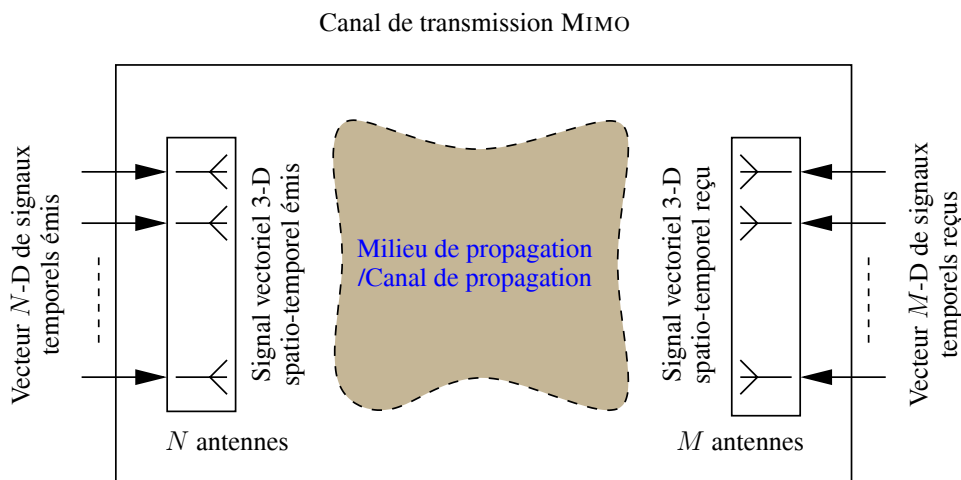 Canal de transmission MIMO
Vecteur N-D de signaux
temporels émis
Signal vectoriel 3-D
spatio-temporel émis
Milieu de propagation
/Canal de propagation
Signal vectoriel 3-D
spatio-temporel reçu
Vecteur M-D de signaux
temporels reçus
N antennes
M antennes